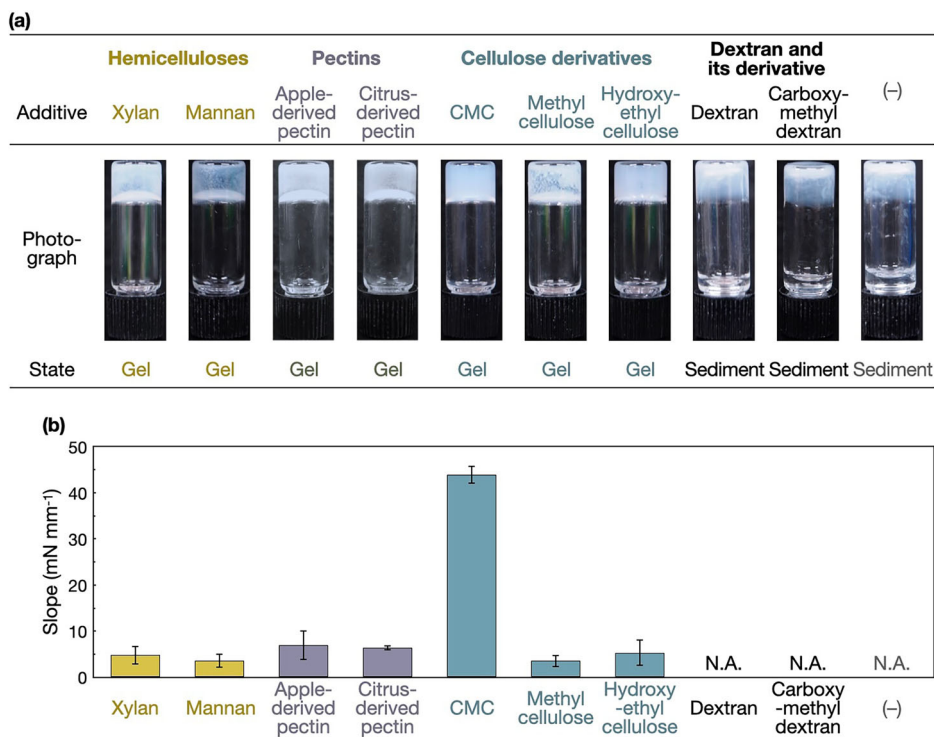 (a)
Hemicelluloses Pectins Cellulose derivatives Dextran and its derivative
Additive Xylan Mannan Apple-derived pectin Citrus-derived pectin CMC Methyl cellulose Hydroxy-ethyl cellulose Dextran Carboxy-methyl dextran (–)
Photo-
graph
State Gel Gel Gel Gel Gel Gel Gel Sediment Sediment Sediment
(b)
Slope (mN mm⁻¹)
50
40
30
20
10
0
N.A. N.A. N.A.
Xylan Mannan Apple-derived pectin Citrus-derived pectin CMC Methyl cellulose Hydroxy-ethyl cellulose Dextran Carboxy-methyl dextran (–)